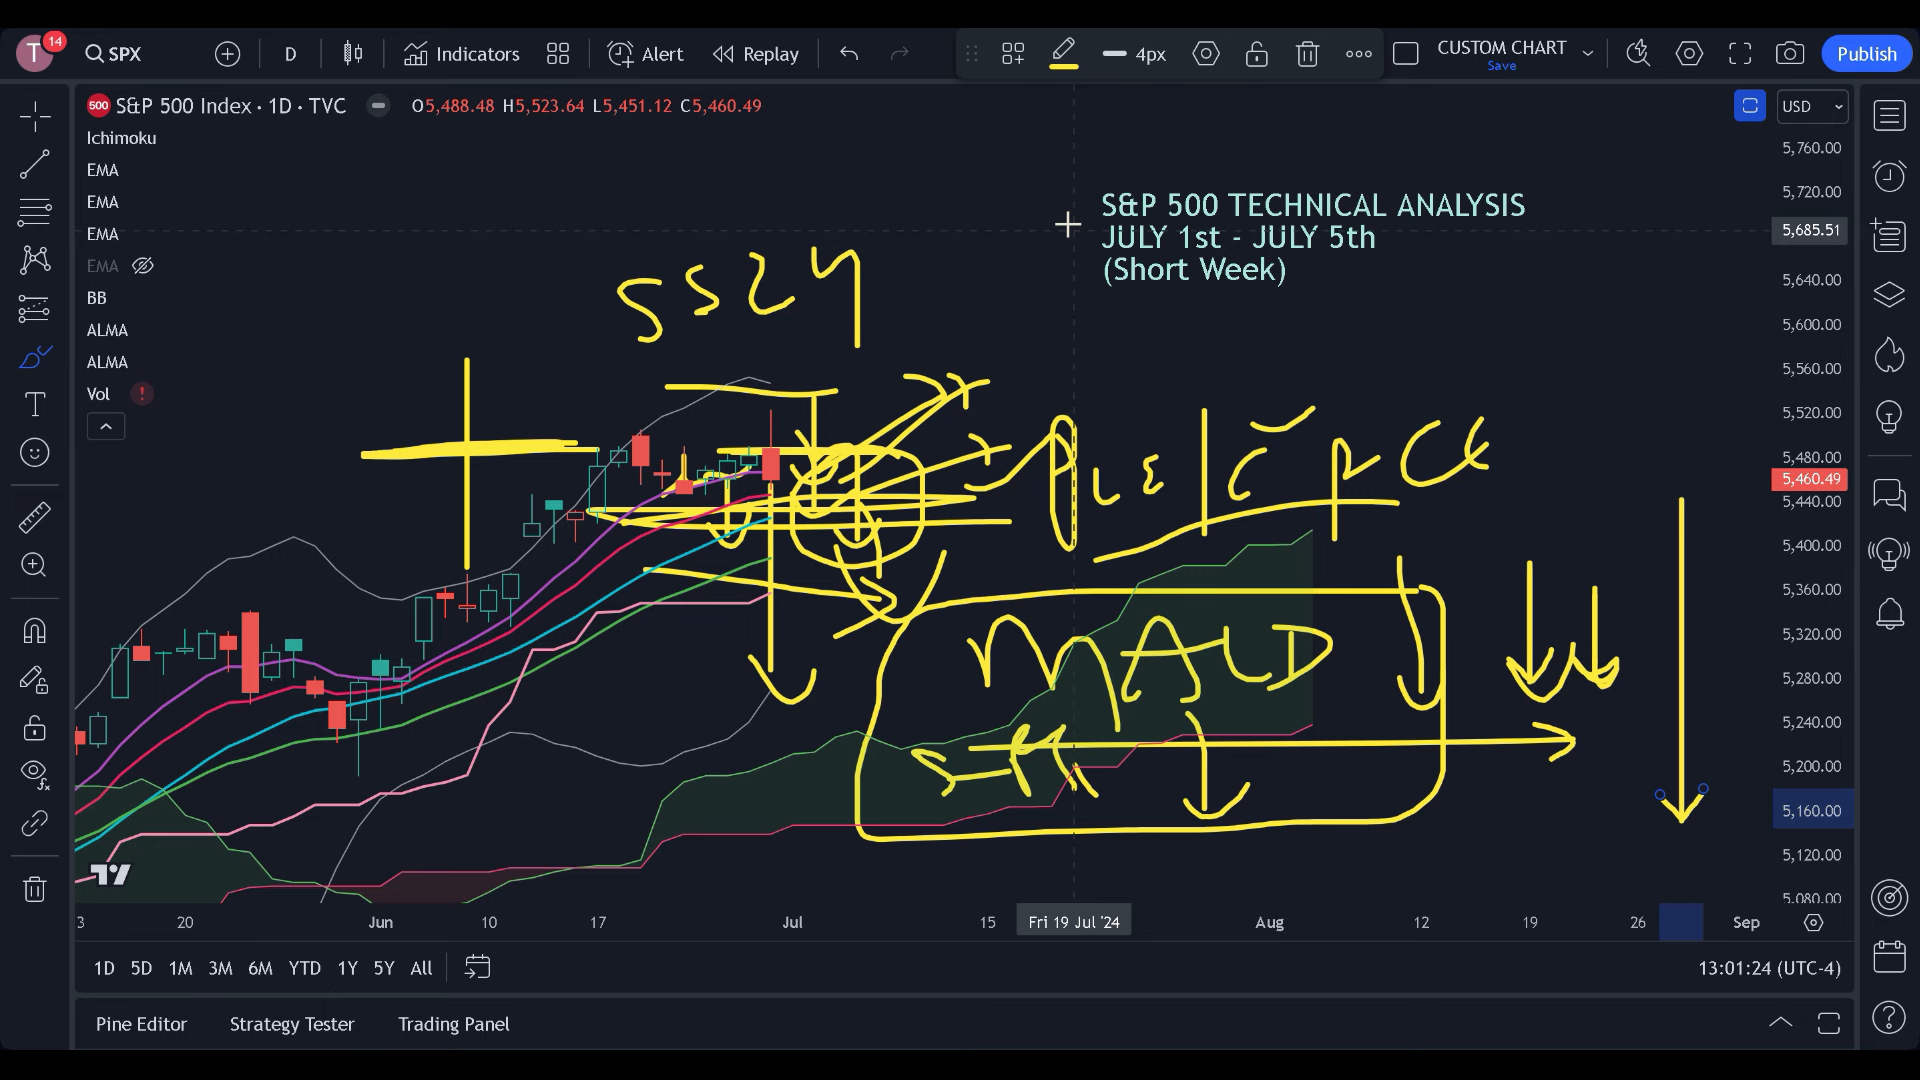 T 14 SPX D Indicators Alert Replay 4px CUSTOM CHART Save Publish
500 S&P 500 Index · 1D · TVC O5,488.48 H5,523.64 L5,451.12 C5,460.49 USD
Ichimoku
EMA
EMA
EMA
EMA
BB
ALMA
ALMA
Vol !
S&P 500 TECHNICAL ANALYSIS
JULY 1st - JULY 5th
(Short Week)
5524
5,760.00
5,720.00
5,685.51
5,640.00
5,600.00
5,560.00
5,520.00
5,480.00
5,460.49
5,440.00
5,400.00
5,360.00
5,320.00
5,280.00
5,240.00
5,200.00
5,160.00
5,120.00
5,080.00
3 20 Jun 10 17 Jul 15 Fri 19 Jul '24 Aug 12 19 26 Sep
1D 5D 1M 3M 6M YTD 1Y 5Y All 13:01:24 (UTC-4)
Pine Editor Strategy Tester Trading Panel